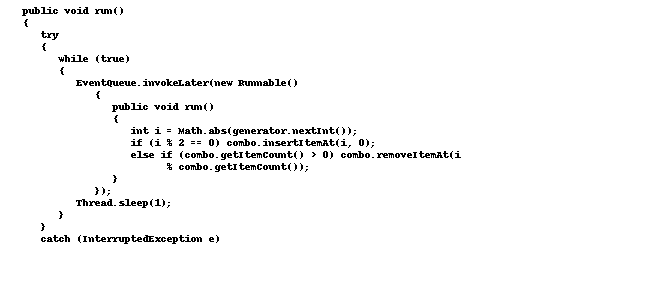 public void run()
{
try
{
while (true)
{
EventQueue.invokeLater(new Runnable()
{
public void run()
{
int i = Math.abs(generator.nextInt());
if (i % 2 == 0) combo.insertItemAt(i, 0);
else if (combo.getItemCount() > 0) combo.removeItemAt(i
% combo.getItemCount());
}
});
Thread.sleep(1);
}
}
catch (InterruptedException e)